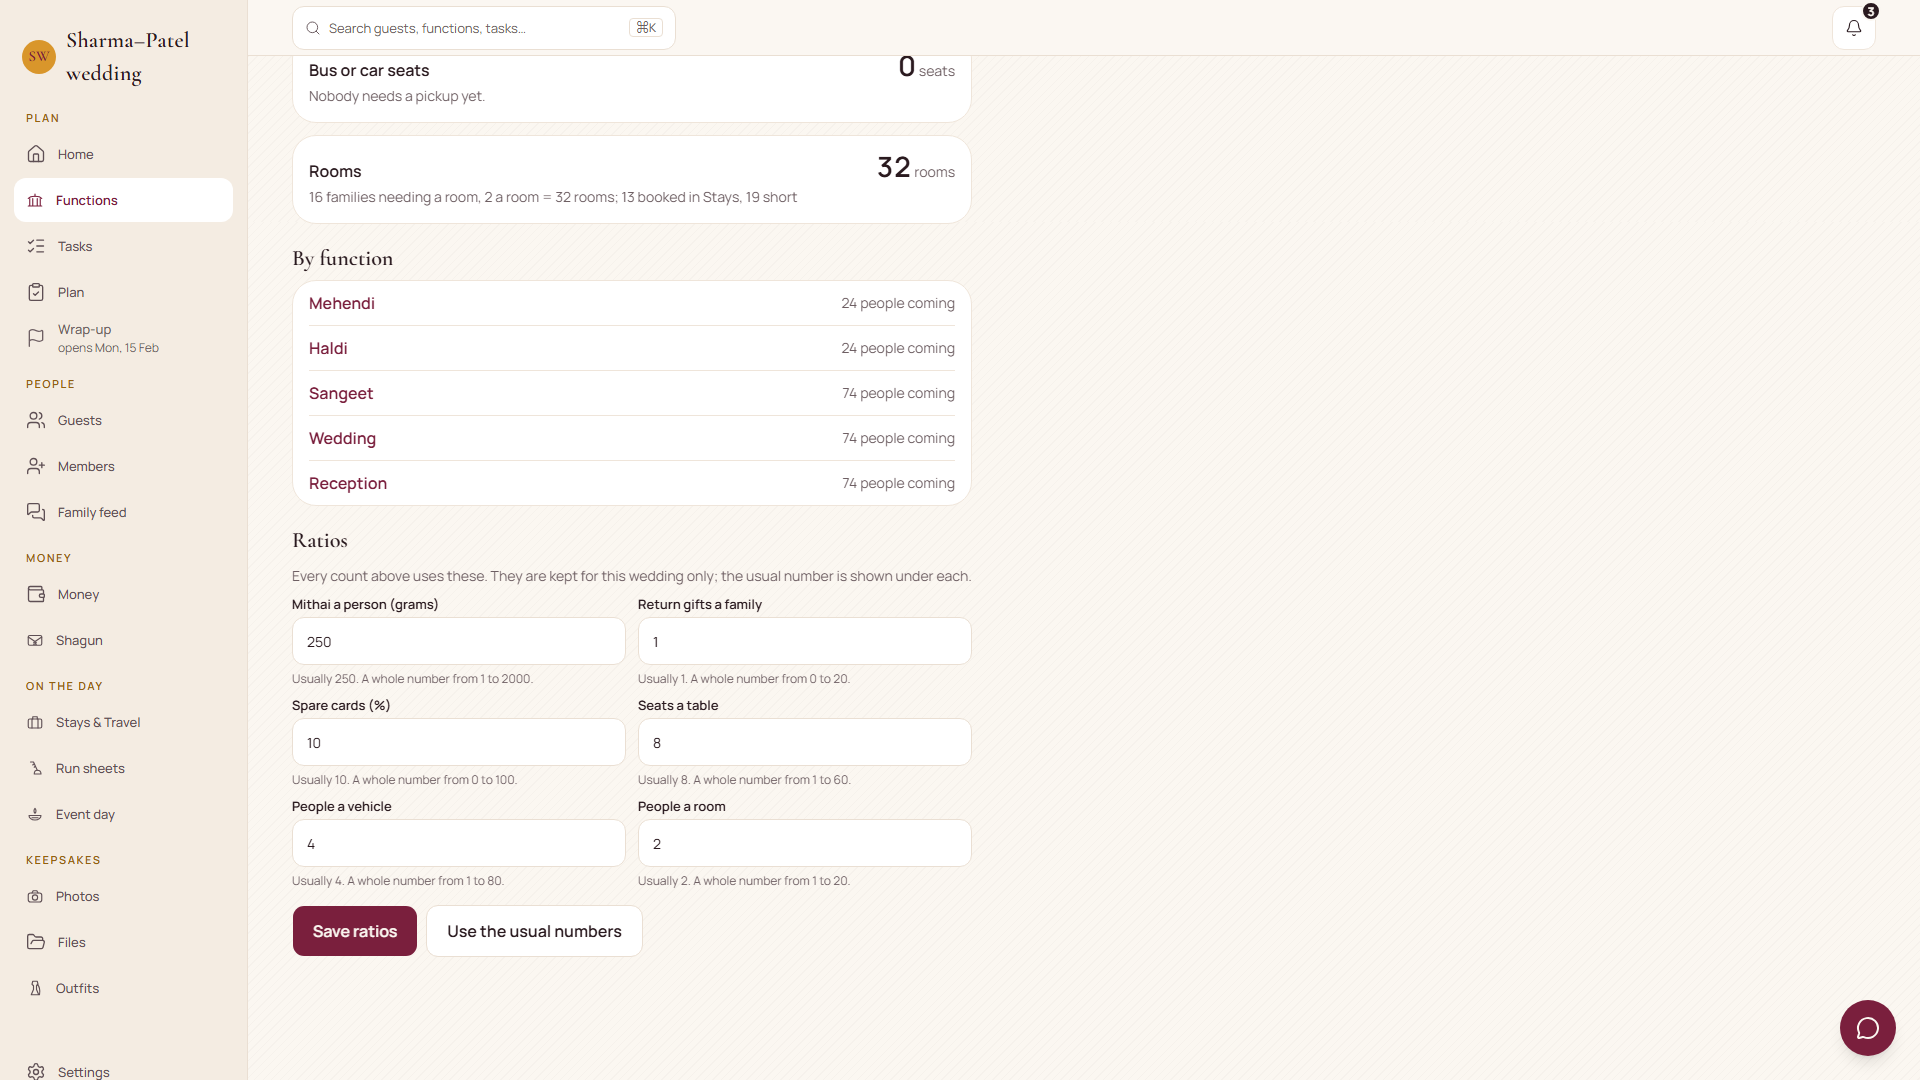 SW
Sharma–Patel
wedding
PLAN
Home
Functions
Tasks
Plan
Wrap-up
opens Mon, 15 Feb
PEOPLE
Guests
Members
Family feed
MONEY
Money
Shagun
ON THE DAY
Stays & Travel
Run sheets
Event day
KEEPSAKES
Photos
Files
Outfits
Settings
Search guests, functions, tasks... ⌘K
3
Bus or car seats 0 seats
Nobody needs a pickup yet.
Rooms 32 rooms
16 families needing a room, 2 a room = 32 rooms; 13 booked in Stays, 19 short
By function
Mehendi 24 people coming
Haldi 24 people coming
Sangeet 74 people coming
Wedding 74 people coming
Reception 74 people coming
Ratios
Every count above uses these. They are kept for this wedding only; the usual number is shown under each.
Mithai a person (grams) Return gifts a family
250 1
Usually 250. A whole number from 1 to 2000. Usually 1. A whole number from 0 to 20.
Spare cards (%) Seats a table
10 8
Usually 10. A whole number from 0 to 100. Usually 8. A whole number from 1 to 60.
People a vehicle People a room
4 2
Usually 4. A whole number from 1 to 80. Usually 2. A whole number from 1 to 20.
Save ratios Use the usual numbers